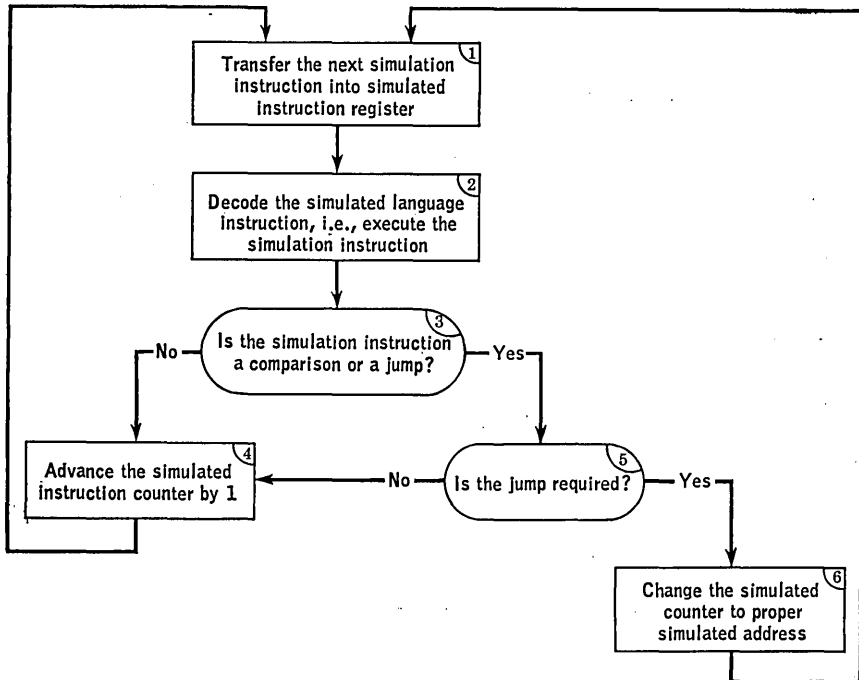 1
Transfer the next simulation
instruction into simulated
instruction register
2
Decode the simulated language
instruction, i.e., execute the
simulation instruction
3
Is the simulation instruction
a comparison or a jump?
No
Yes
4
Advance the simulated
instruction counter by 1
5
Is the jump required?
No
Yes
6
Change the simulated
counter to proper
simulated address